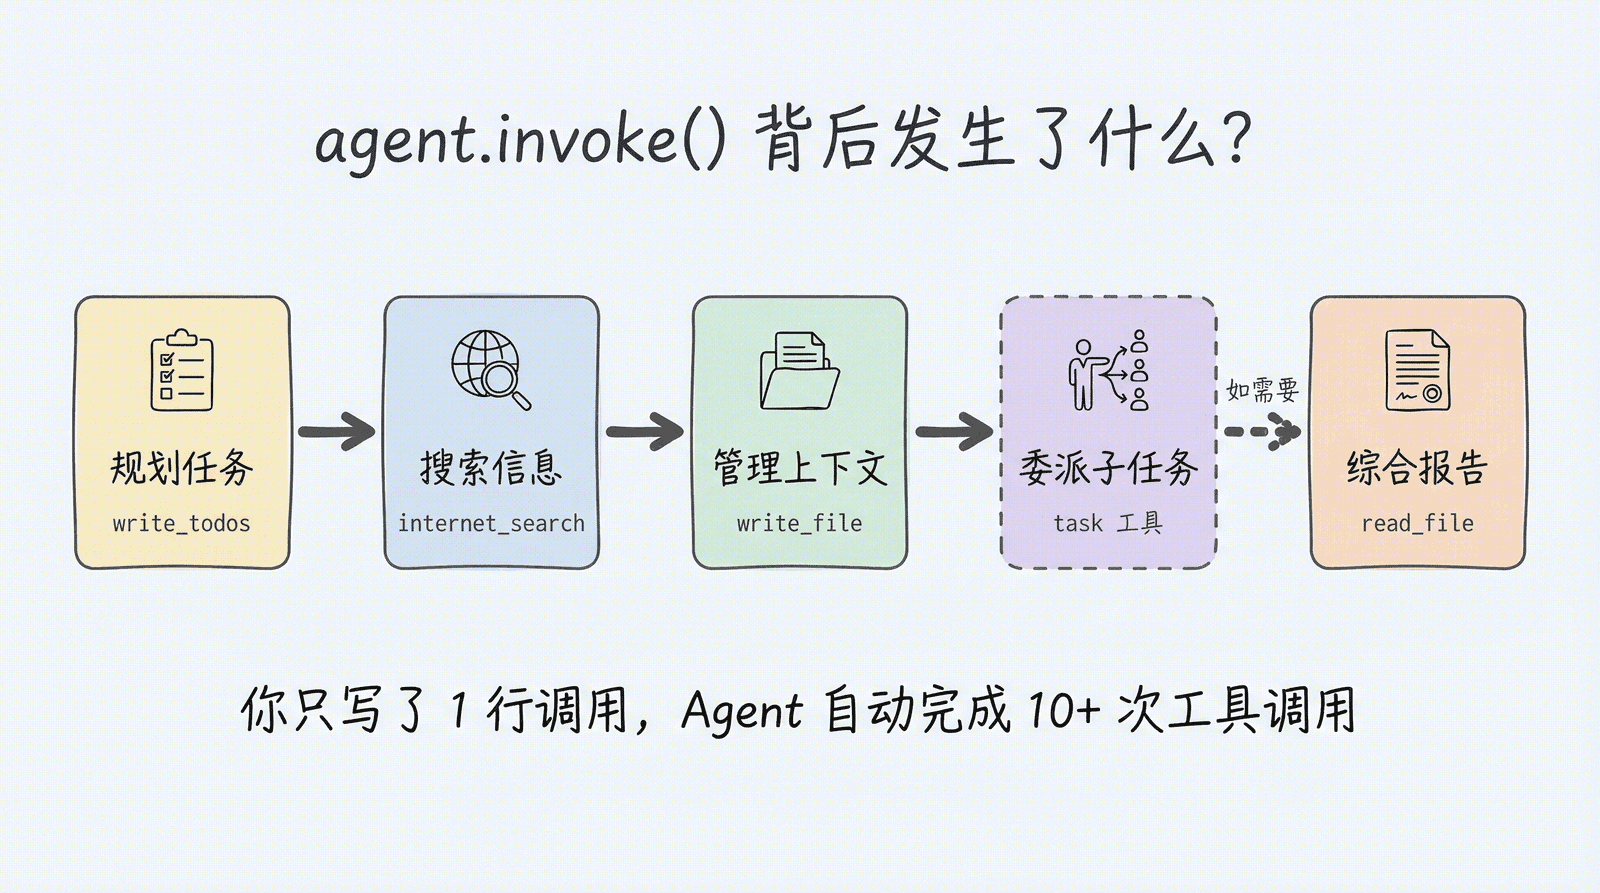 agent.invoke() 背后发生了什么？
规划任务
write_todos
搜索信息
internet_search
管理上下文
write_file
委派子任务
task 工具
如需要
综合报告
read_file
你只写了 1 行调用，Agent 自动完成 10+ 次工具调用